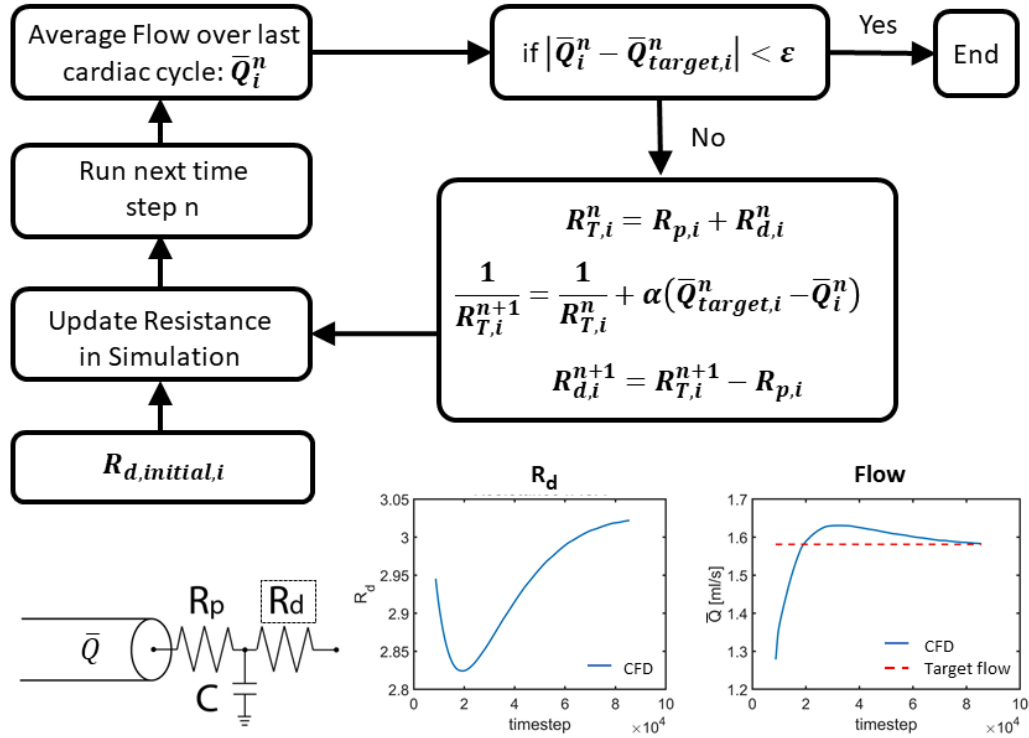 Average Flow over last
cardiac cycle: Q̅ᵢⁿ
if |Q̅ᵢⁿ − Q̅ⁿ_target,i| < ε
Yes
End
No
Run next time
step n
Rⁿ_T,i = R_p,i + Rⁿ_d,i
1/Rⁿ⁺¹_T,i = 1/Rⁿ_T,i + α(Q̅ⁿ_target,i − Q̅ᵢⁿ)
Rⁿ⁺¹_d,i = Rⁿ⁺¹_T,i − R_p,i
Update Resistance
in Simulation
R_d,initial,i
Q̅
R_p
R_d
C
R_d
3.05
3
2.95
2.9
2.85
2.8
R_d
CFD
0
2
4
6
8
10
timestep
×10⁴
Flow
1.7
1.6
1.5
1.4
1.3
1.2
Q̅ [ml/s]
CFD
Target flow
0
2
4
6
8
10
timestep
×10⁴